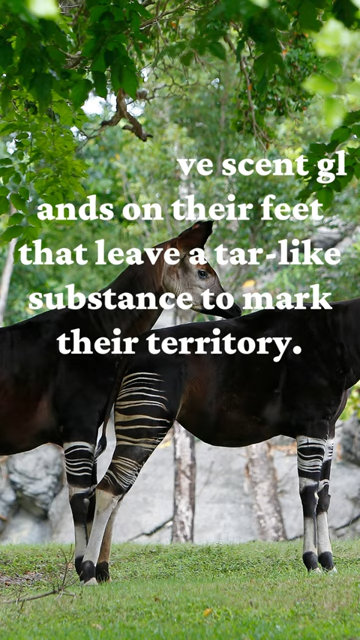 ve scent gl
ands on their feet
that leave a tar-like
substance to mark
their territory.